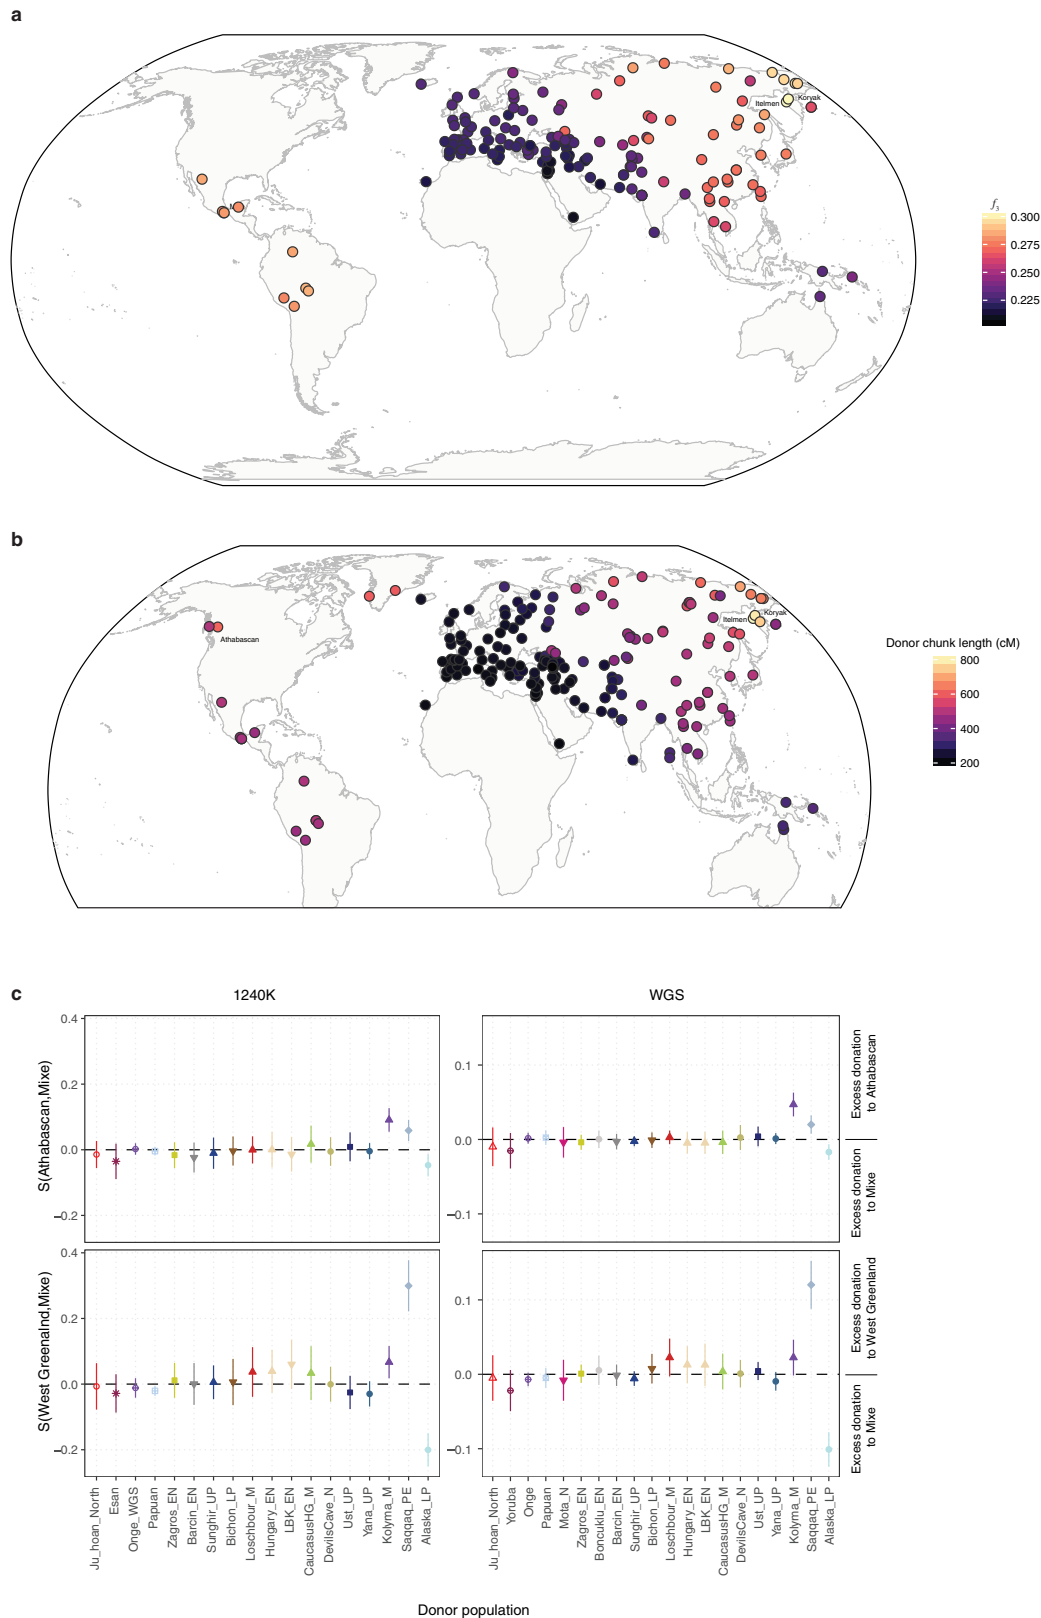 a
Koryak
Itelmen
M
f3
0.300
0.275
0.250
0.225
b
Koryak
Itelmen
Athabascan
Donor chunk length (cM)
800
600
400
200
c
1240K
WGS
S(Athabascan,Mixe)
0.4
0.2
0.0
−0.2
0.1
0.0
−0.1
Excess donation
to Athabascan
Excess donation
to Mixe
S(West Greenalnd,Mixe)
0.4
0.2
0.0
−0.2
0.1
0.0
−0.1
Excess donation
to West Greenland
Excess donation
to Mixe
Ju_hoan_North
Esan
Onge_WGS
Papuan
Zagros_EN
Barcin_EN
Sunghir_UP
Bichon_LP
Loschbour_M
Hungary_EN
LBK_EN
CaucasusHG_M
DevilsCave_N
Ust_UP
Yana_UP
Kolyma_M
Saqqaq_PE
Alaska_LP
Ju_hoan_North
Yoruba
Onge
Papuan
Mota_N
Zagros_EN
Boncuklu_EN
Barcin_EN
Sunghir_UP
Bichon_LP
Loschbour_M
Hungary_EN
LBK_EN
CaucasusHG_M
DevilsCave_N
Ust_UP
Yana_UP
Kolyma_M
Saqqaq_PE
Alaska_LP
Donor population